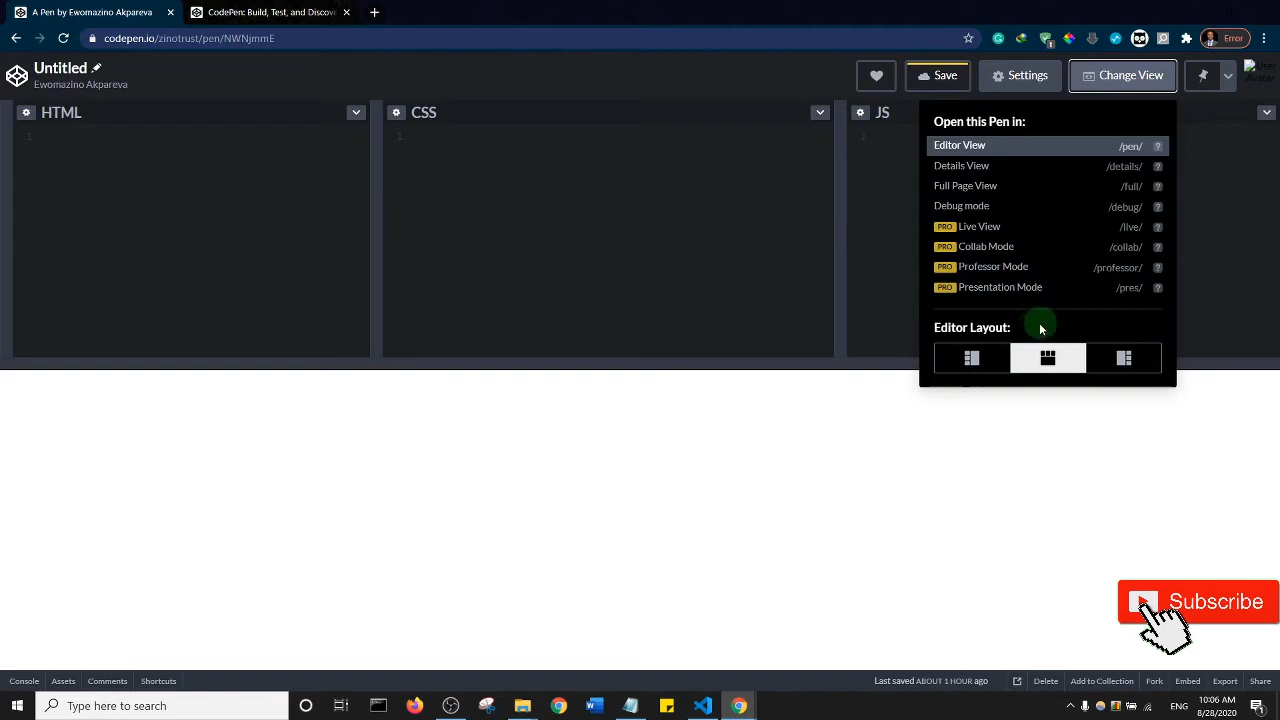 A Pen by Ewomazino Akpareva
CodePen: Build, Test, and Discov
codepen.io/zinotrust/pen/NWNjmmE
Error
Untitled
Ewomazino Akpareva
Save
Settings
Change View
HTML
CSS
JS
1
1
1
Open this Pen in:
Editor View /pen/ ?
Details View /details/ ?
Full Page View /full/ ?
Debug mode /debug/ ?
PRO Live View /live/ ?
PRO Collab Mode /collab/ ?
PRO Professor Mode /professor/ ?
PRO Presentation Mode /pres/ ?
Editor Layout:
Subscribe
Console Assets Comments Shortcuts
Last saved ABOUT 1 HOUR ago
Delete Add to Collection Fork Embed Export Share
Type here to search
ENG
10:06 AM
8/28/2020